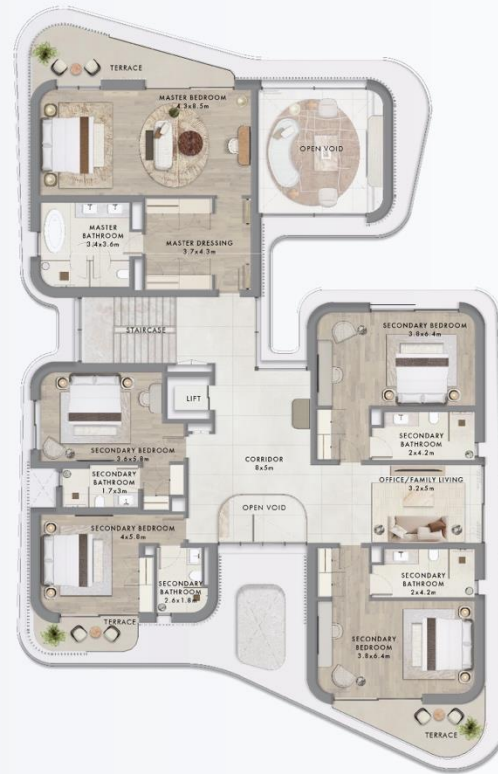 TERRACE
MASTER BEDROOM
4.3x8.5m
OPEN VOID
MASTER
BATHROOM
3.4x3.6m
MASTER DRESSING
3.7x4.3m
STAIRCASE
SECONDARY BEDROOM
3.8x6.4m
LIFT
SECONDARY BEDROOM
3.6x5.8m
SECONDARY
BATHROOM
2x4.2m
CORRIDOR
8x5m
SECONDARY
BATHROOM
1.7x3m
OFFICE/FAMILY LIVING
3.2x5m
OPEN VOID
SECONDARY BEDROOM
4x5.8m
SECONDARY
BATHROOM
2.6x1.8m
SECONDARY
BATHROOM
2x4.2m
TERRACE
SECONDARY
BEDROOM
3.8x6.4m
TERRACE